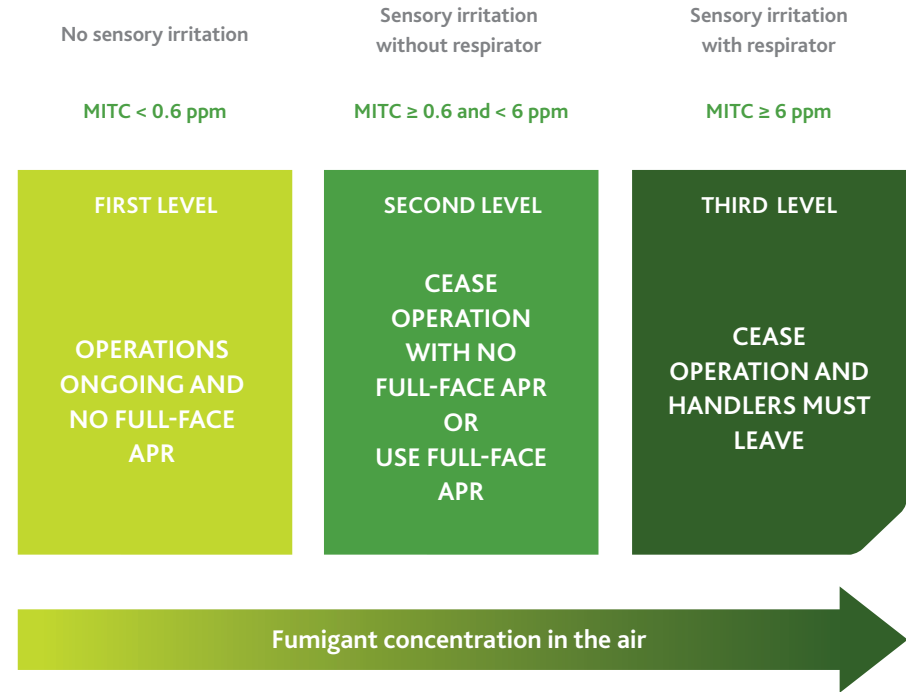 No sensory irritation
Sensory irritation
without respirator
Sensory irritation
with respirator
MITC < 0.6 ppm
MITC ≥ 0.6 and < 6 ppm
MITC ≥ 6 ppm
FIRST LEVEL
OPERATIONS
ONGOING AND
NO FULL-FACE
APR
SECOND LEVEL
CEASE
OPERATION
WITH NO
FULL-FACE APR
OR
USE FULL-FACE
APR
THIRD LEVEL
CEASE
OPERATION AND
HANDLERS MUST
LEAVE
Fumigant concentration in the air